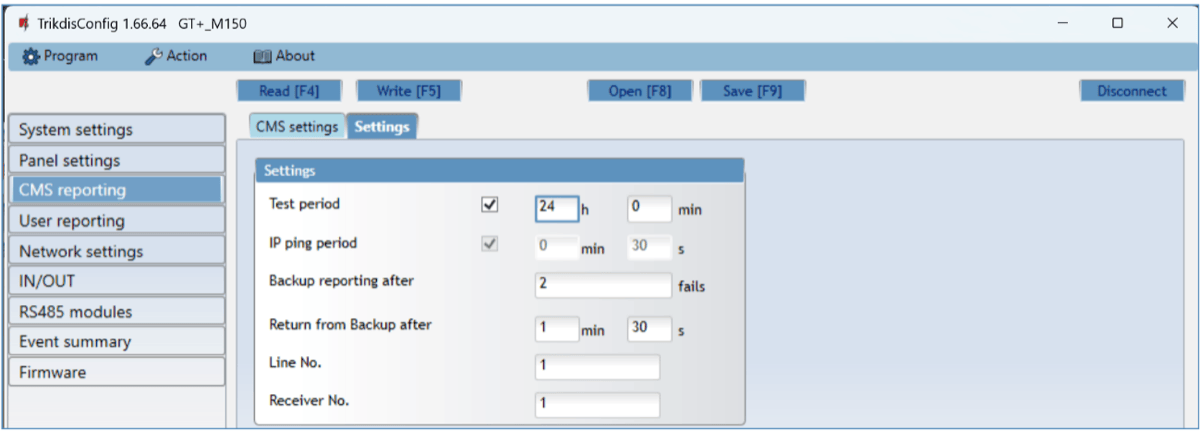 TrikdisConfig 1.66.64 GT+_M150
Program Action About
Read [F4] Write [F5] Open [F8] Save [F9] Disconnect
System settings
Panel settings
CMS reporting
User reporting
Network settings
IN/OUT
RS485 modules
Event summary
Firmware
CMS settings Settings
Settings
Test period 24 h 0 min
IP ping period 0 min 30 s
Backup reporting after 2 fails
Return from Backup after 1 min 30 s
Line No. 1
Receiver No. 1